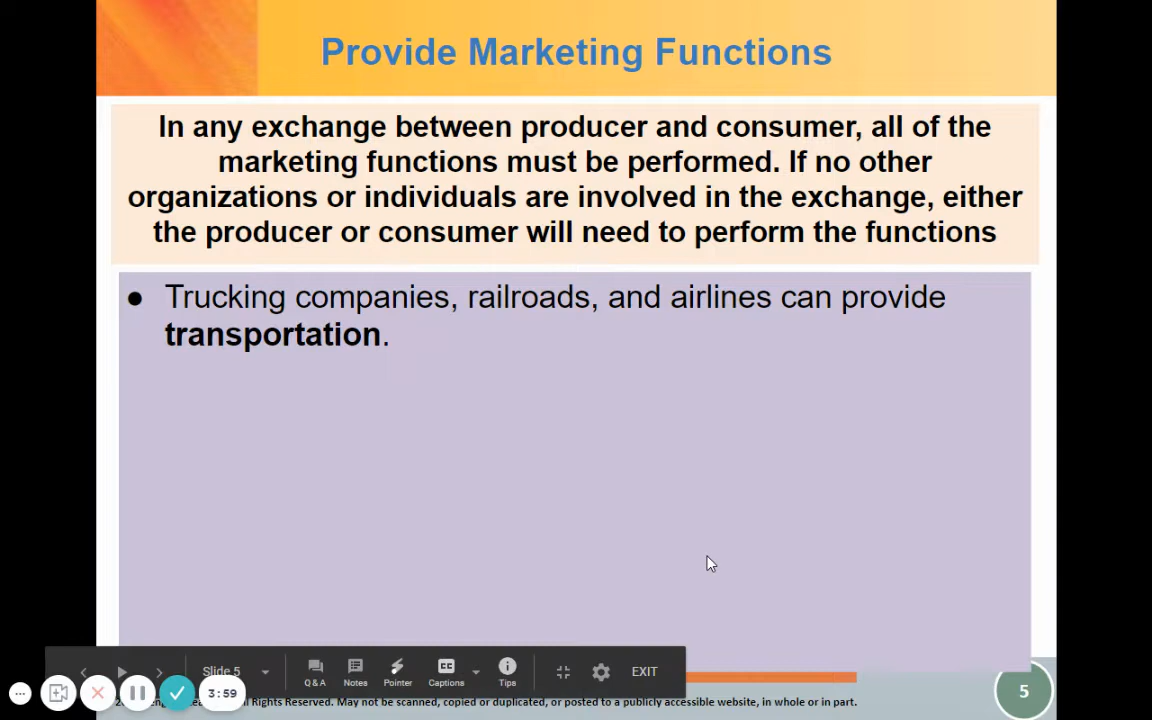 Provide Marketing Functions
In any exchange between producer and consumer, all of the
marketing functions must be performed. If no other
organizations or individuals are involved in the exchange, either
the producer or consumer will need to perform the functions
● Trucking companies, railroads, and airlines can provide
transportation.
Slide 5
Q&A Notes Pointer Captions Tips
EXIT
3:59
Rights Reserved. May not be scanned, copied or duplicated, or posted to a publicly accessible website, in whole or in part.
5